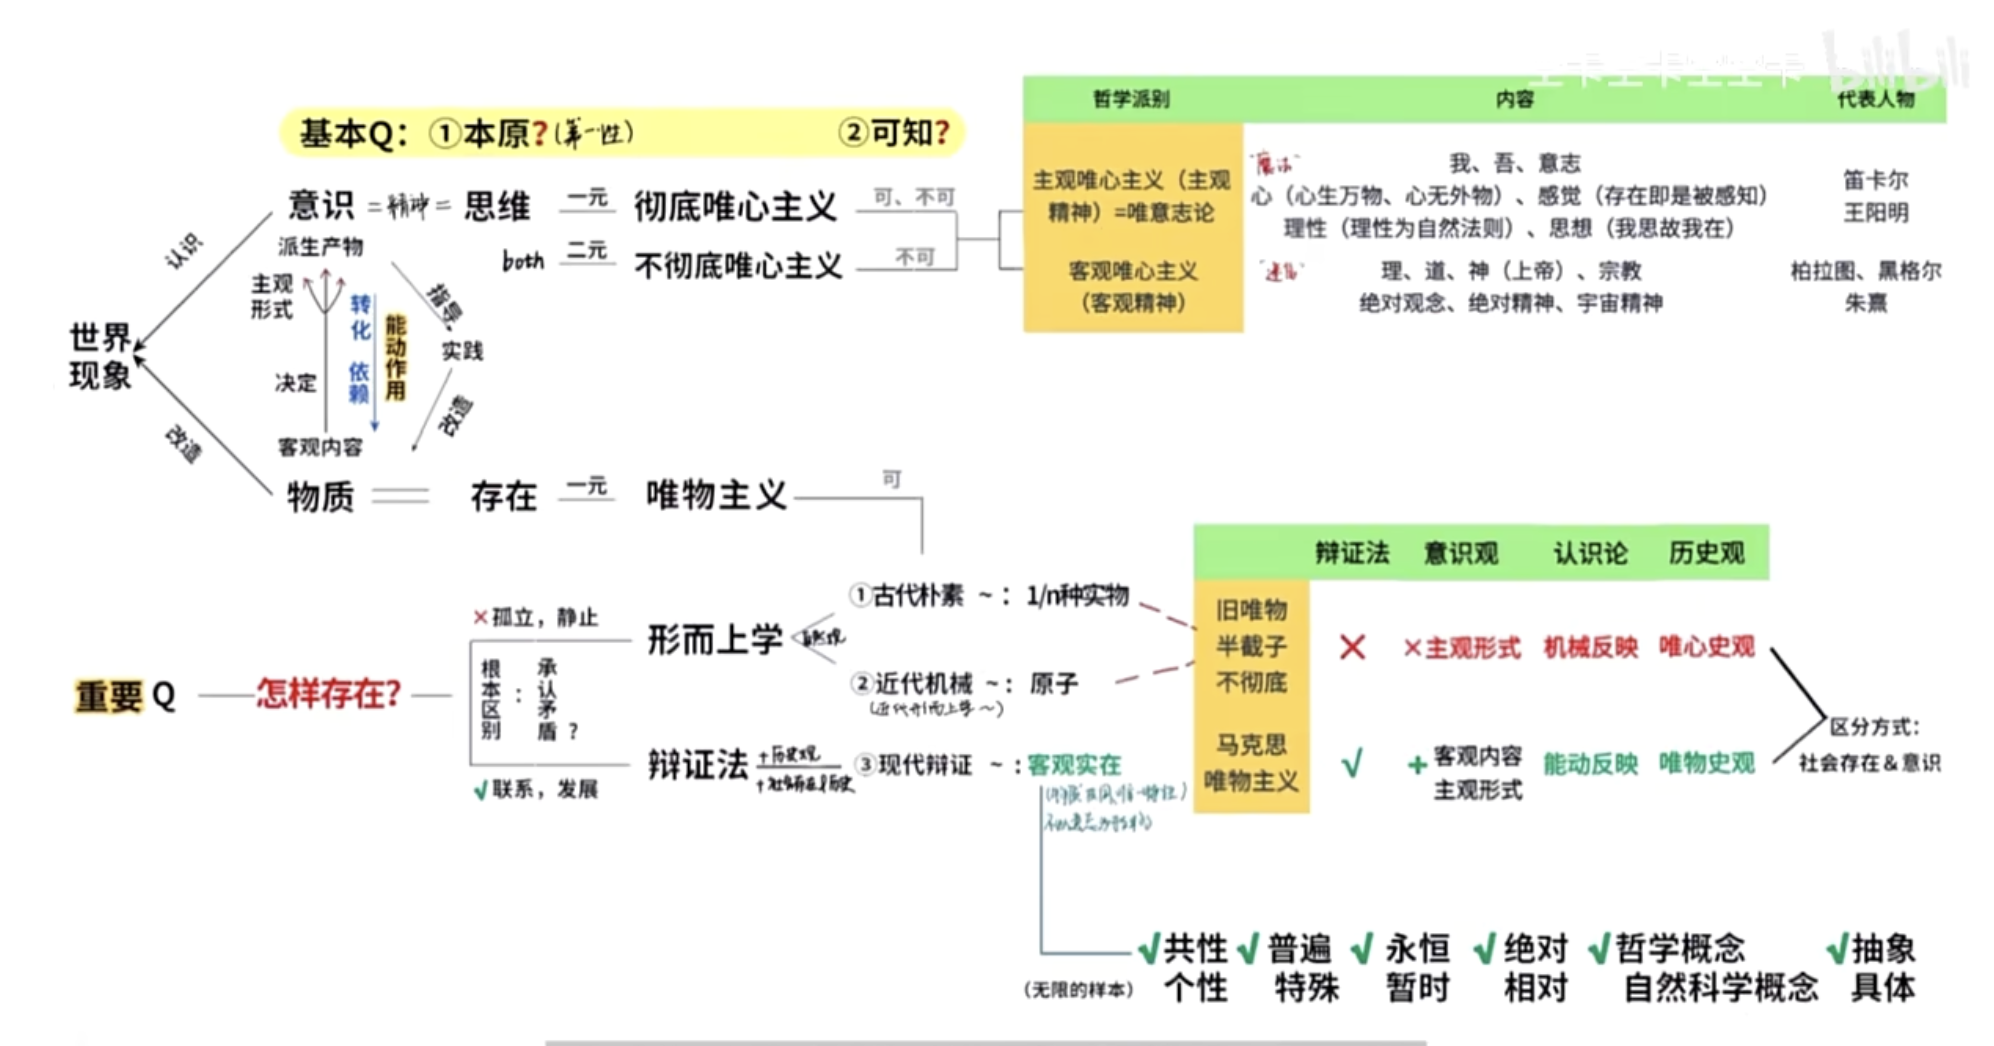 bilibili
基本Q：①本原？(第一性) ②可知？
哲学派别 内容 代表人物
主观唯心主义（主观
精神）=唯意志论
我、吾、意志
心（心生万物、心无外物）、感觉（存在即是被感知）
理性（理性为自然法则）、思想（我思故我在）
笛卡尔
王阳明
客观唯心主义
（客观精神）
理、道、神（上帝）、宗教
绝对观念、绝对精神、宇宙精神
柏拉图、黑格尔
朱熹
意识 =精神= 思维 一元 彻底唯心主义 可、不可
both 二元 不彻底唯心主义 不可
派生产物
主观
形式
认识
世界
现象
改造
决定
转化 依赖
能动作用
指导
实践
改造
客观内容
物质 存在 一元 唯物主义 可
重要 Q 怎样存在？
×孤立，静止
根本区别：承认矛盾？
√联系，发展
形而上学
①古代朴素 ~：1/n种实物
②近代机械 ~：原子
(近代形而上学~)
辩证法 +历史观
③现代辩证 ~：客观实在
辩证法 意识观 认识论 历史观
旧唯物
半截子
不彻底
× ×主观形式 机械反映 唯心史观
马克思
唯物主义
√ + 客观内容
主观形式
能动反映 唯物史观
区分方式：
社会存在＆意识
√共性 √普遍 √永恒 √绝对 √哲学概念 √抽象
（无限的样本） 个性 特殊 暂时 相对 自然科学概念 具体